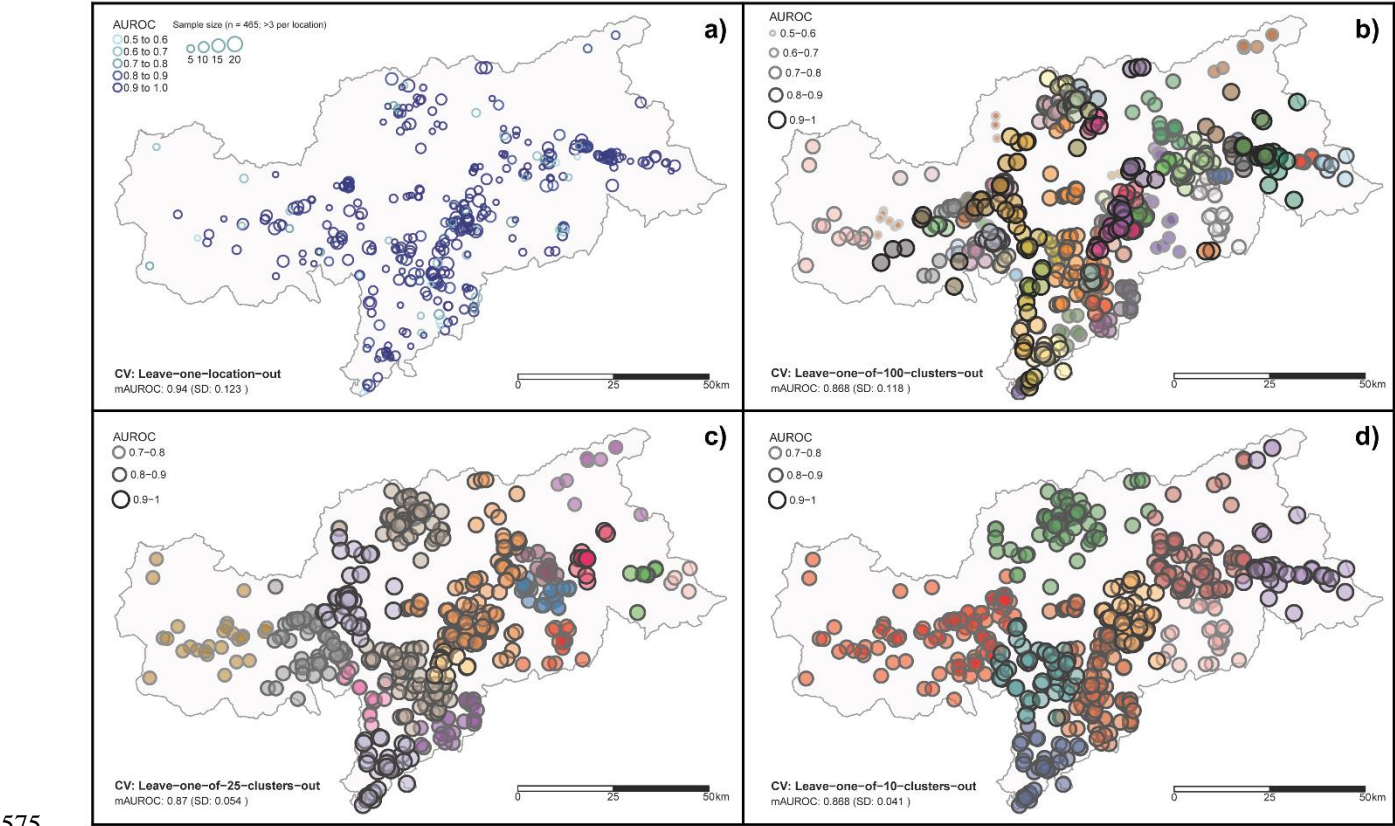 AUROC
Sample size (n = 465; >3 per location)
a)
0.5 to 0.6
0.6 to 0.7
0.7 to 0.8
0.8 to 0.9
0.9 to 1.0
5 10 15 20
CV: Leave-one-location-out
mAUROC: 0.94 (SD: 0.123 )
0 25 50km
AUROC
b)
0.5-0.6
0.6-0.7
0.7-0.8
0.8-0.9
0.9-1
CV: Leave-one-of-100-clusters-out
mAUROC: 0.868 (SD: 0.118 )
0 25 50km
AUROC
c)
0.7-0.8
0.8-0.9
0.9-1
CV: Leave-one-of-25-clusters-out
mAUROC: 0.87 (SD: 0.054 )
0 25 50km
AUROC
d)
0.7-0.8
0.8-0.9
0.9-1
CV: Leave-one-of-10-clusters-out
mAUROC: 0.868 (SD: 0.041 )
0 25 50km
575